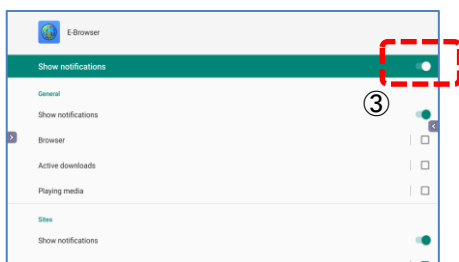 E-Browser
Show notifications
③
General
Show notifications
Browser
Active downloads
Playing media
Sites
Show notifications